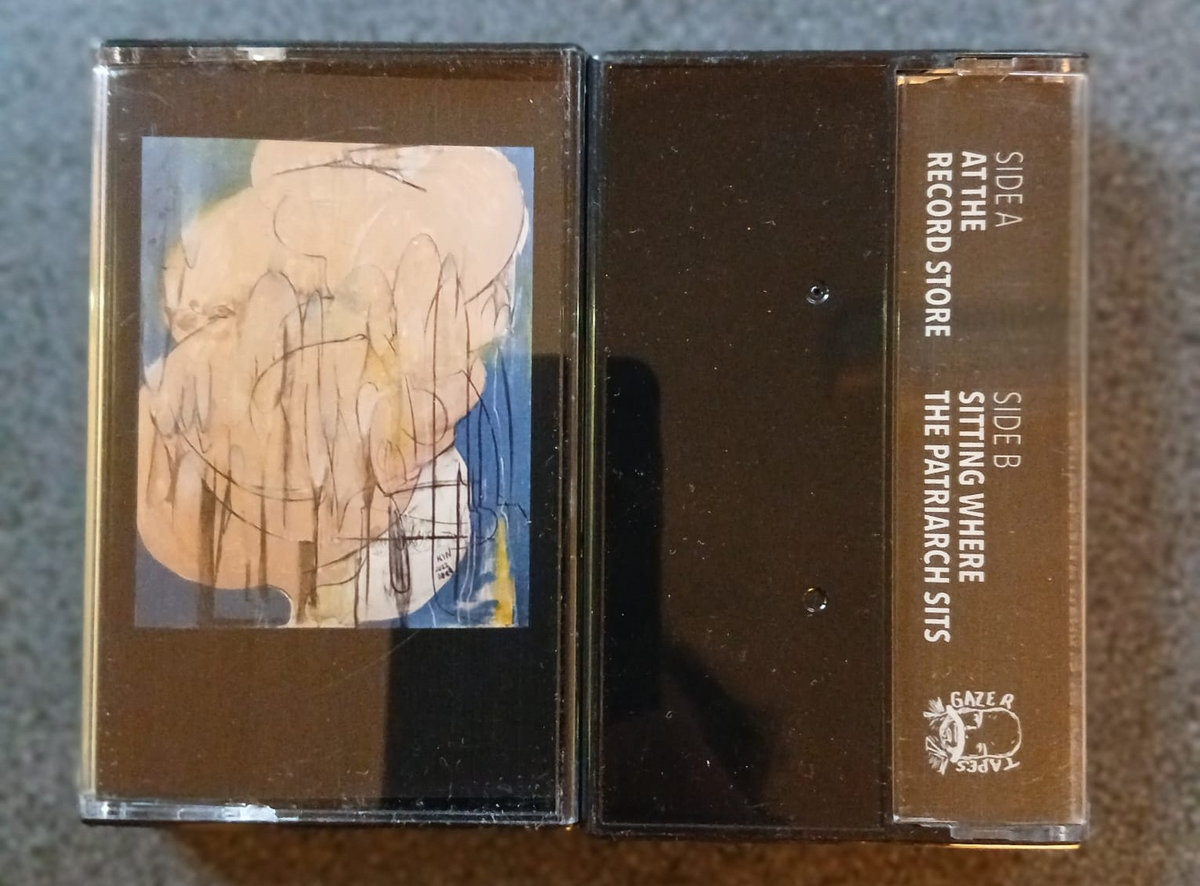 SIDE A
AT THE
RECORD STORE
SIDE B
SITTING WHERE
THE PATRIARCH SITS
GAZER
TAPES